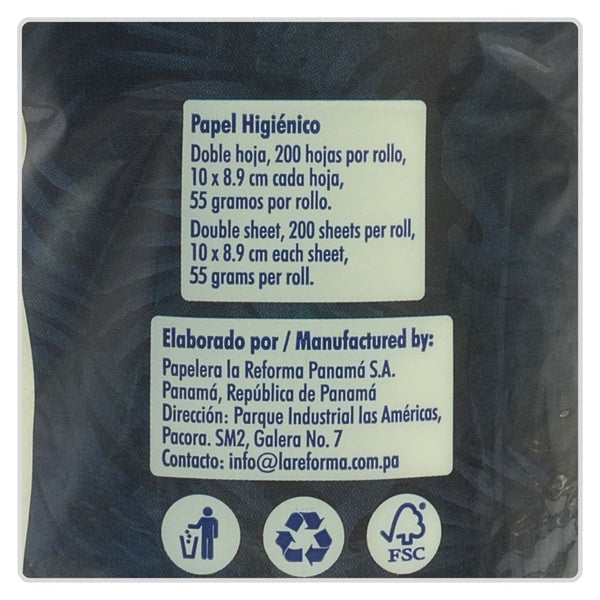 Papel Higiénico
Doble hoja, 200 hojas por rollo,
10 x 8.9 cm cada hoja,
55 gramos por rollo.
Double sheet, 200 sheets per roll,
10 x 8.9 cm each sheet,
55 grams per roll.
Elaborado por / Manufactured by:
Papelera la Reforma Panamá S.A.
Panamá, República de Panamá
Dirección: Parque Industrial las Américas,
Pacora. SM2, Galera No. 7
Contacto: info@lareforma.com.pa
FSC